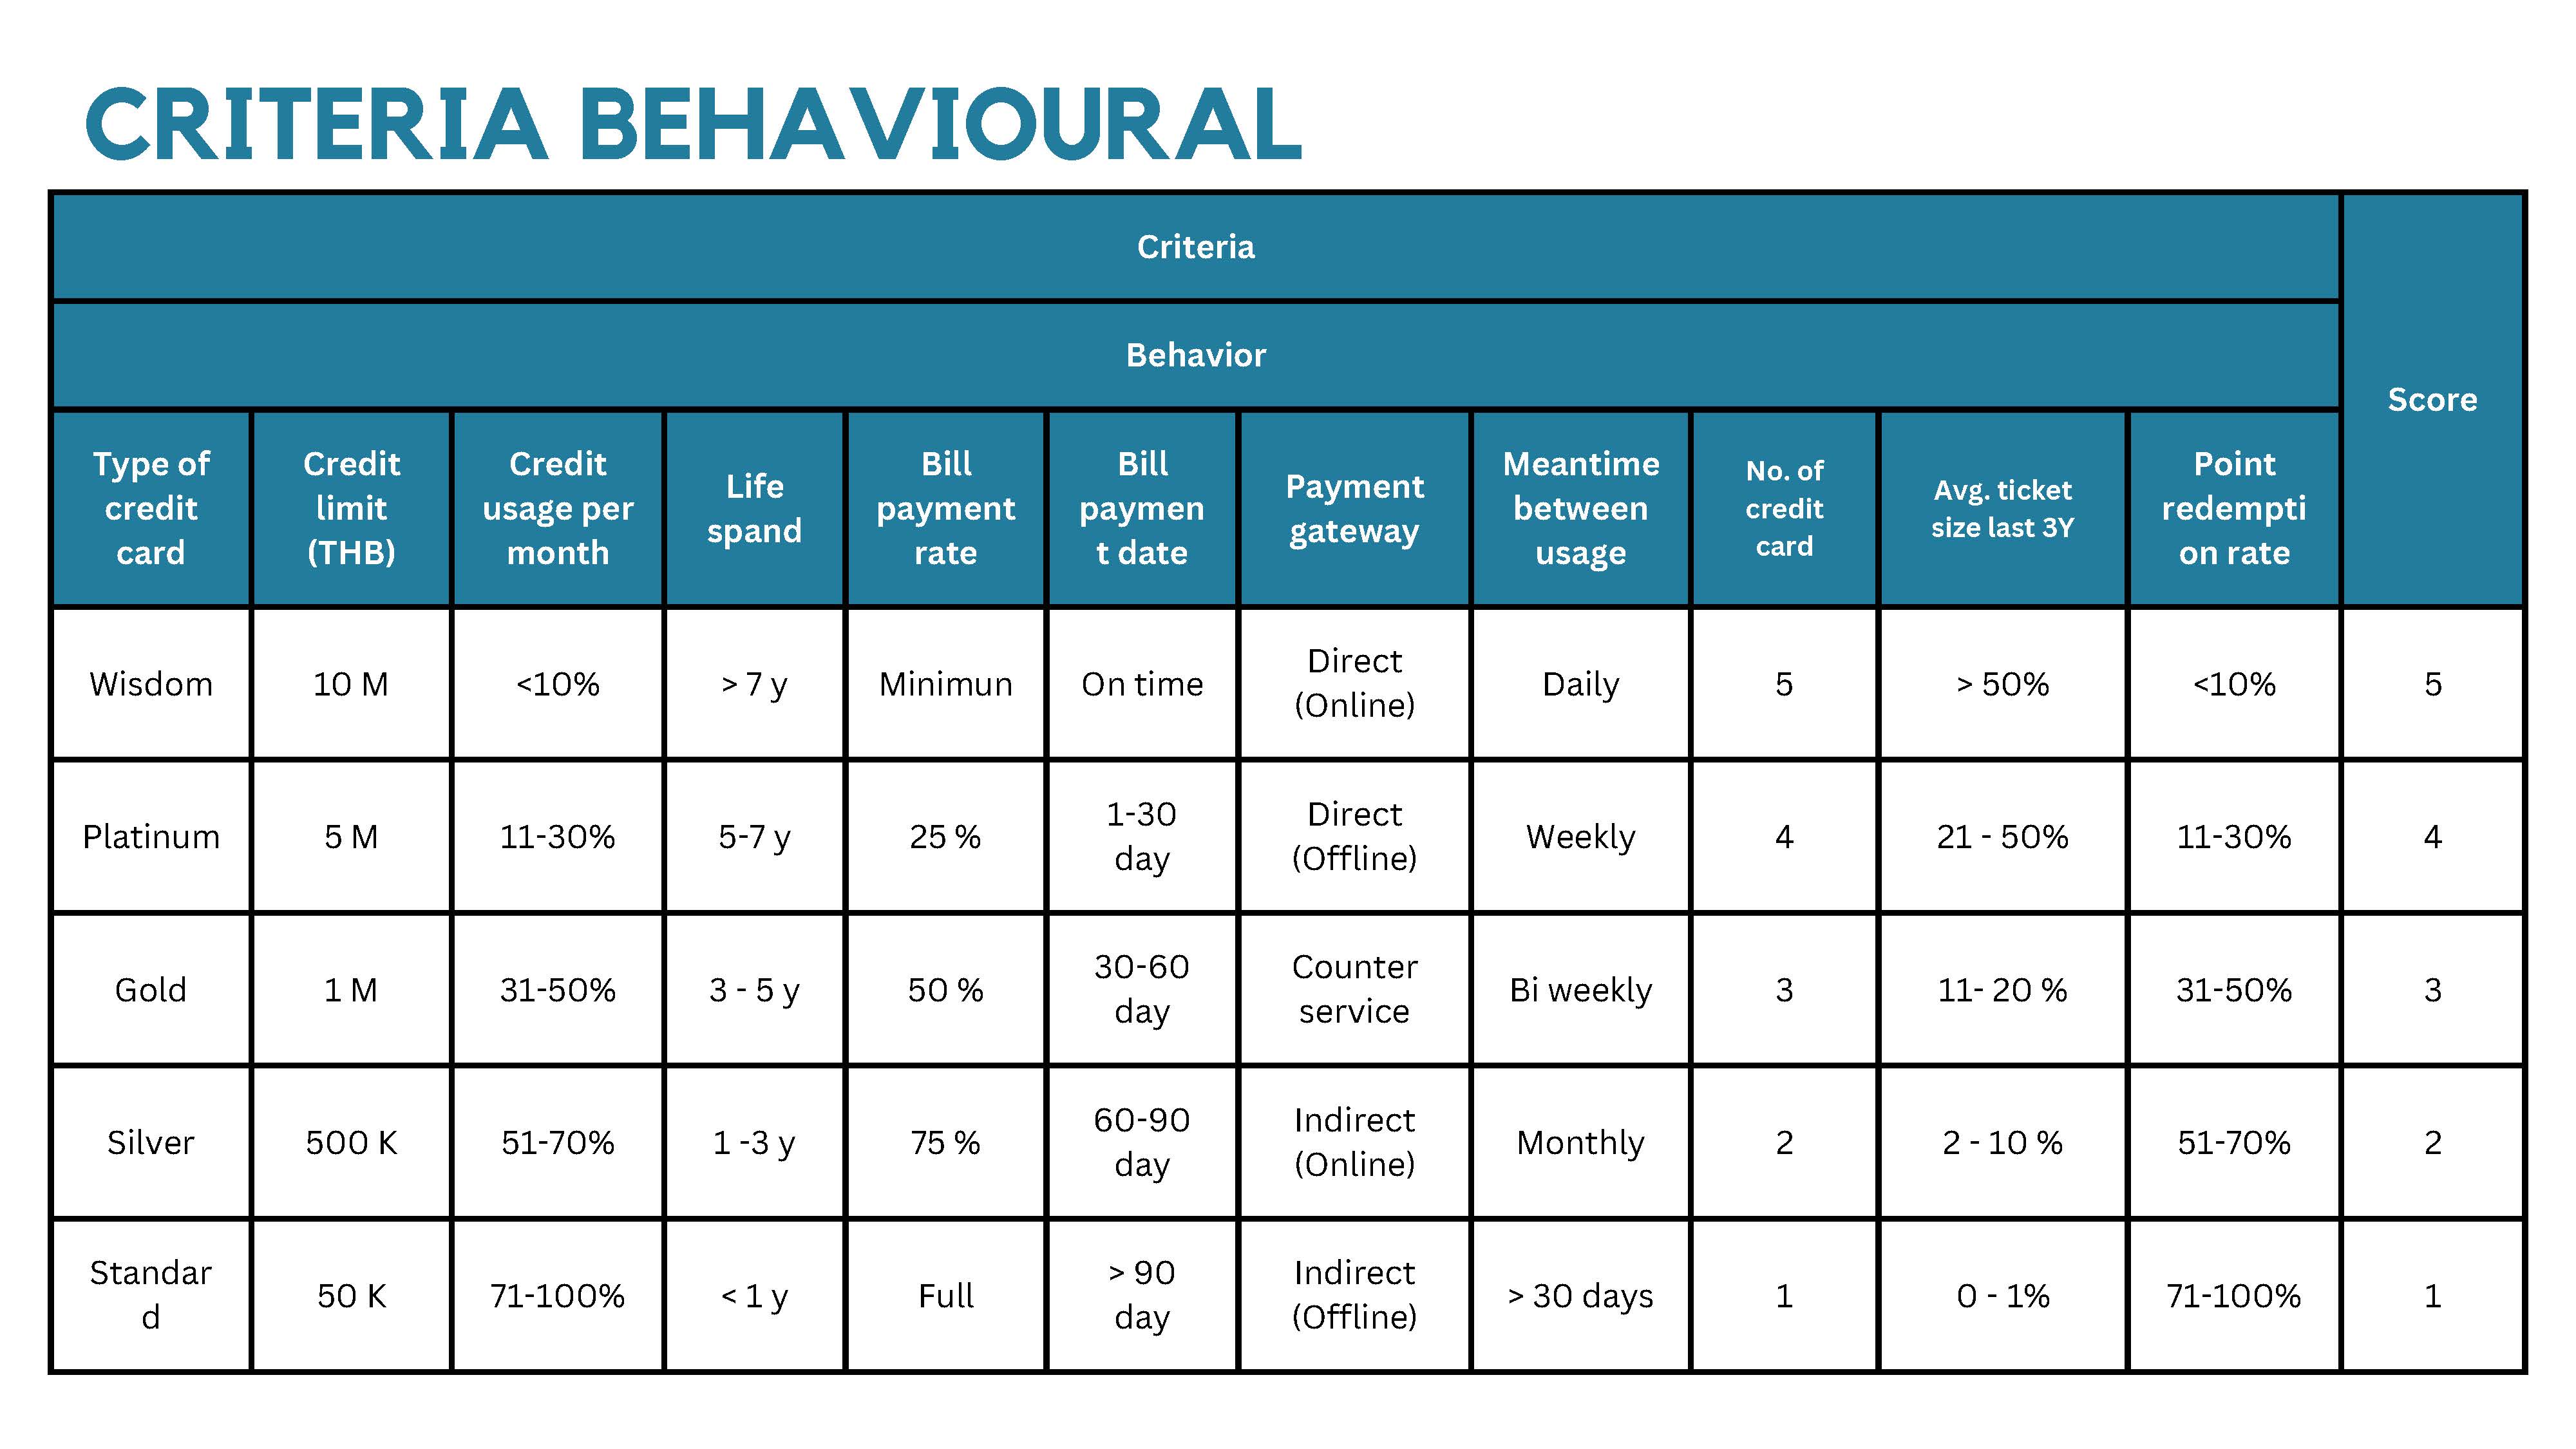 CRITERIA BEHAVIOURAL
Criteria
Behavior
Score
Type of
credit
card
Credit
limit
(THB)
Credit
usage per
month
Life
spand
Bill
payment
rate
Bill
paymen
t date
Payment
gateway
Meantime
between
usage
No. of
credit
card
Avg. ticket
size last 3Y
Point
redempti
on rate
Wisdom
10 M
<10%
> 7 y
Minimun
On time
Direct
(Online)
Daily
5
> 50%
<10%
5
Platinum
5 M
11-30%
5-7 y
25 %
1-30
day
Direct
(Offline)
Weekly
4
21 - 50%
11-30%
4
Gold
1 M
31-50%
3 - 5 y
50 %
30-60
day
Counter
service
Bi weekly
3
11- 20 %
31-50%
3
Silver
500 K
51-70%
1 -3 y
75 %
60-90
day
Indirect
(Online)
Monthly
2
2 - 10 %
51-70%
2
Standar
d
50 K
71-100%
< 1 y
Full
> 90
day
Indirect
(Offline)
> 30 days
1
0 - 1%
71-100%
1